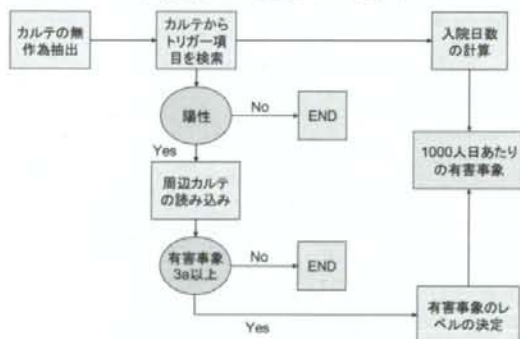 カルテの無
作為抽出
カルテから
トリガー項
目を検索
入院日数
の計算
陽性
No
END
Yes
1000人日あたり
の有害事象
周辺カルテ
の読み込み
有害事象
3a以上
No
END
Yes
有害事象のレ
ベルの決定